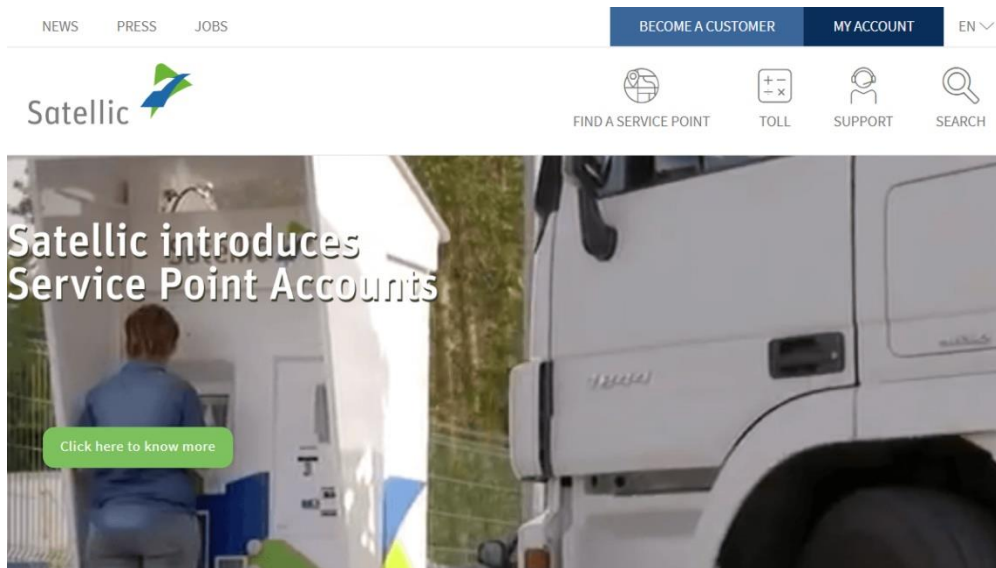 NEWS PRESS JOBS BECOME A CUSTOMER MY ACCOUNT EN
Satellic
FIND A SERVICE POINT TOLL SUPPORT SEARCH
Satellic introduces
Service Point Accounts
Click here to know more